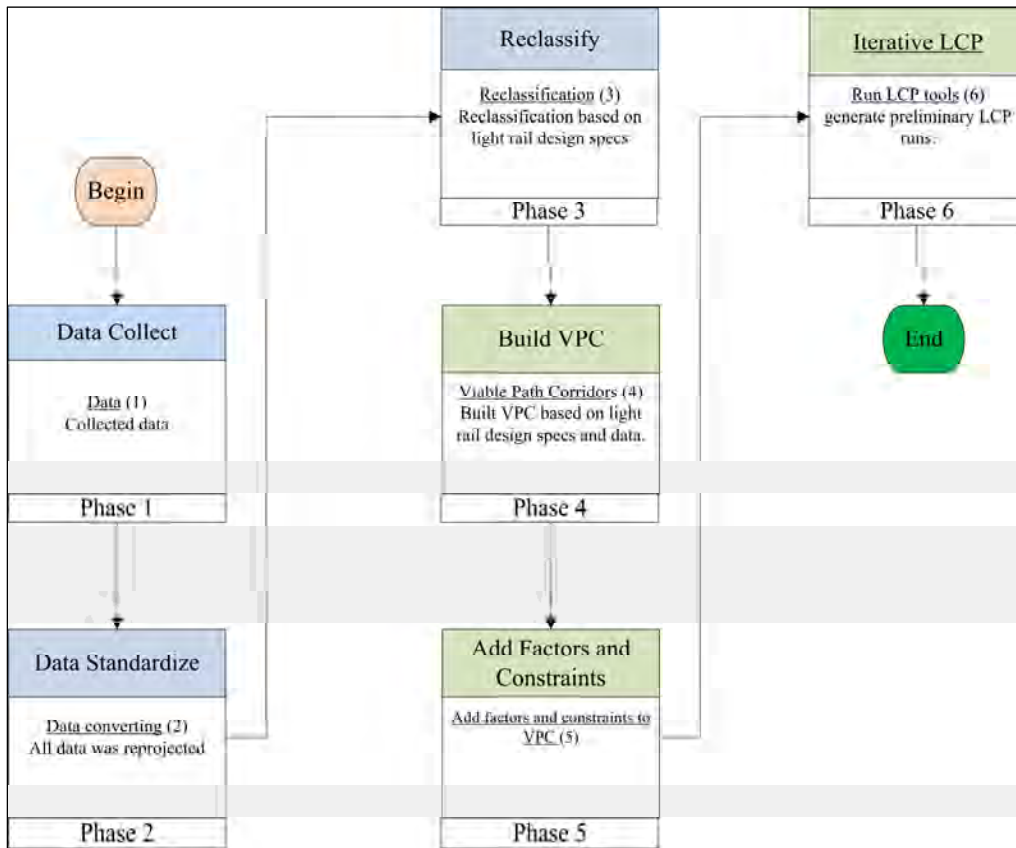 Begin
Data Collect
Data (1)
Collected data
Phase 1
Data Standardize
Data converting (2)
All data was reprojected
Phase 2
Reclassify
Reclassification (3)
Reclassification based on
light rail design specs
Phase 3
Build VPC
Viable Path Corridors (4)
Built VPC based on light
rail design specs and data.
Phase 4
Add Factors and
Constraints
Add factors and constraints to
VPC (5)
Phase 5
Iterative LCP
Run LCP tools (6)
generate preliminary LCP
runs.
Phase 6
End